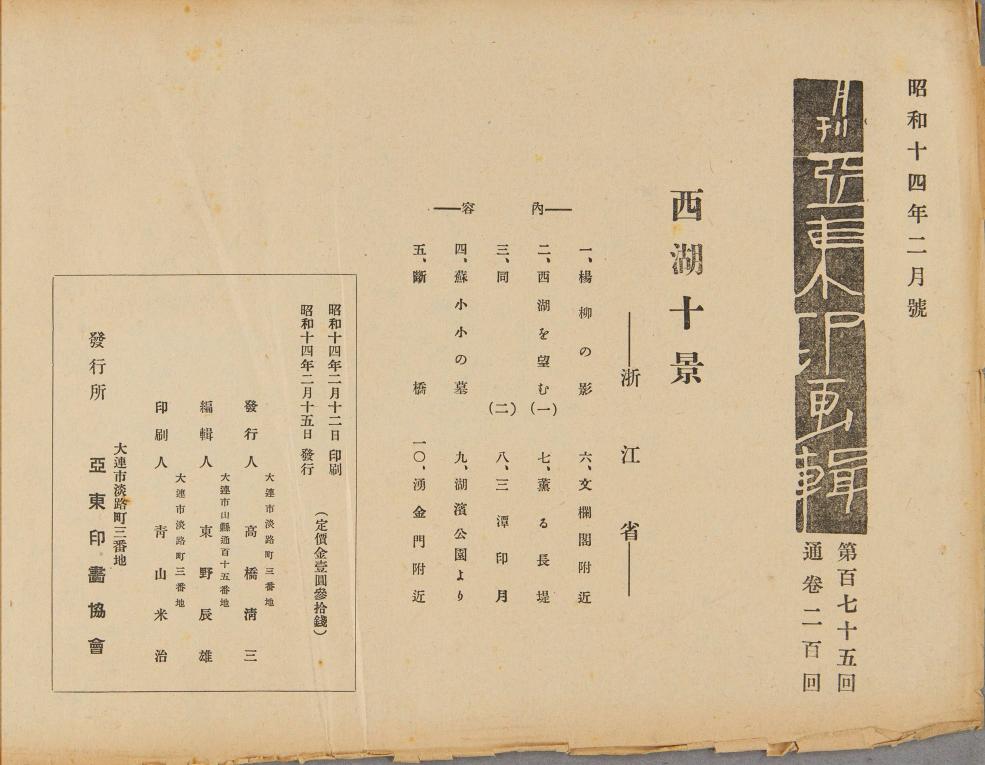 昭和十四年二月號
月刊亞東印画輯
第百七十五回
通卷二百回
西湖十景
――浙江省――
――內容――
一、楊柳の影
二、西湖を望む(一)
三、同(二)
四、蘇小小の墓
五、斷橋
六、文欄閣附近
七、薰る長堤
八、三潭印月
九、湖濱公園より
一〇、湧金門附近
昭和十四年二月十二日 印刷
昭和十四年二月十五日 發行
(定價金壹圓參拾錢)
大連市淡路町三番地
發行人 高橋淸三
大連市山縣通百十五番地
編輯人 東野辰雄
大連市淡路町三番地
印刷人 靑山米治
大連市淡路町三番地
發行所 亞東印畫協會